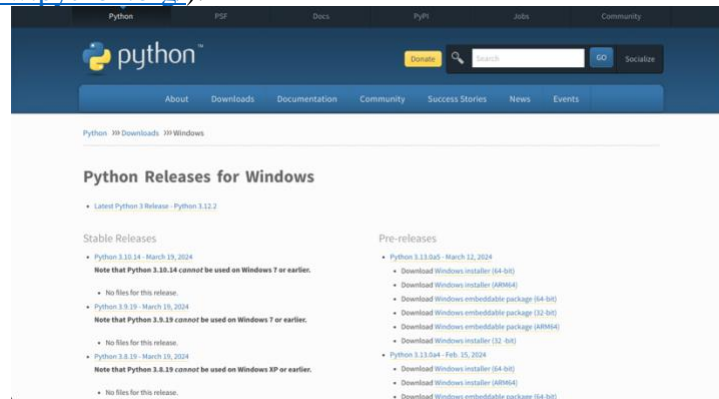 Python PSF Docs PyPI Jobs Community
python™
Donate Search GO Socialize
About Downloads Documentation Community Success Stories News Events
Python >>> Downloads >>> Windows
Python Releases for Windows
• Latest Python 3 Release - Python 3.12.2
Stable Releases
• Python 3.10.14 - March 19, 2024
Note that Python 3.10.14 cannot be used on Windows 7 or earlier.
• No files for this release.
• Python 3.9.19 - March 19, 2024
Note that Python 3.9.19 cannot be used on Windows 7 or earlier.
• No files for this release.
• Python 3.8.19 - March 19, 2024
Note that Python 3.8.19 cannot be used on Windows XP or earlier.
• No files for this release.
Pre-releases
• Python 3.13.0a5 - March 12, 2024
• Download Windows installer (64-bit)
• Download Windows installer (ARM64)
• Download Windows embeddable package (64-bit)
• Download Windows embeddable package (32-bit)
• Download Windows embeddable package (ARM64)
• Download Windows installer (32 -bit)
• Python 3.13.0a4 - Feb. 15, 2024
• Download Windows installer (64-bit)
• Download Windows installer (ARM64)
• Download Windows embeddable package (64-bit)